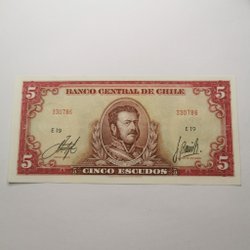 BANCO CENTRAL DE CHILE
5 5
330786 330786
E 19 E 19
5 5
CINCO ESCUDOS